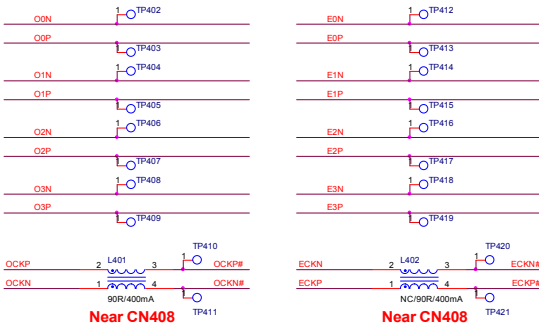 1 TP402
O0N
O0P
1 TP403
1 TP404
O1N
O1P
1 TP405
1 TP406
O2N
O2P
1 TP407
1 TP408
O3N
O3P
1 TP409
TP410
1
OCKP 2 L401 3 OCKP#
OCKN 1 4 OCKN#
90R/400mA
1 TP411
Near CN408
1 TP412
E0N
E0P
1 TP413
1 TP414
E1N
E1P
1 TP415
1 TP416
E2N
E2P
1 TP417
1 TP418
E3N
E3P
1 TP419
TP420
1
ECKN 2 L402 3 ECKN#
ECKP 1 4 ECKP#
NC/90R/400mA
1 TP421
Near CN408